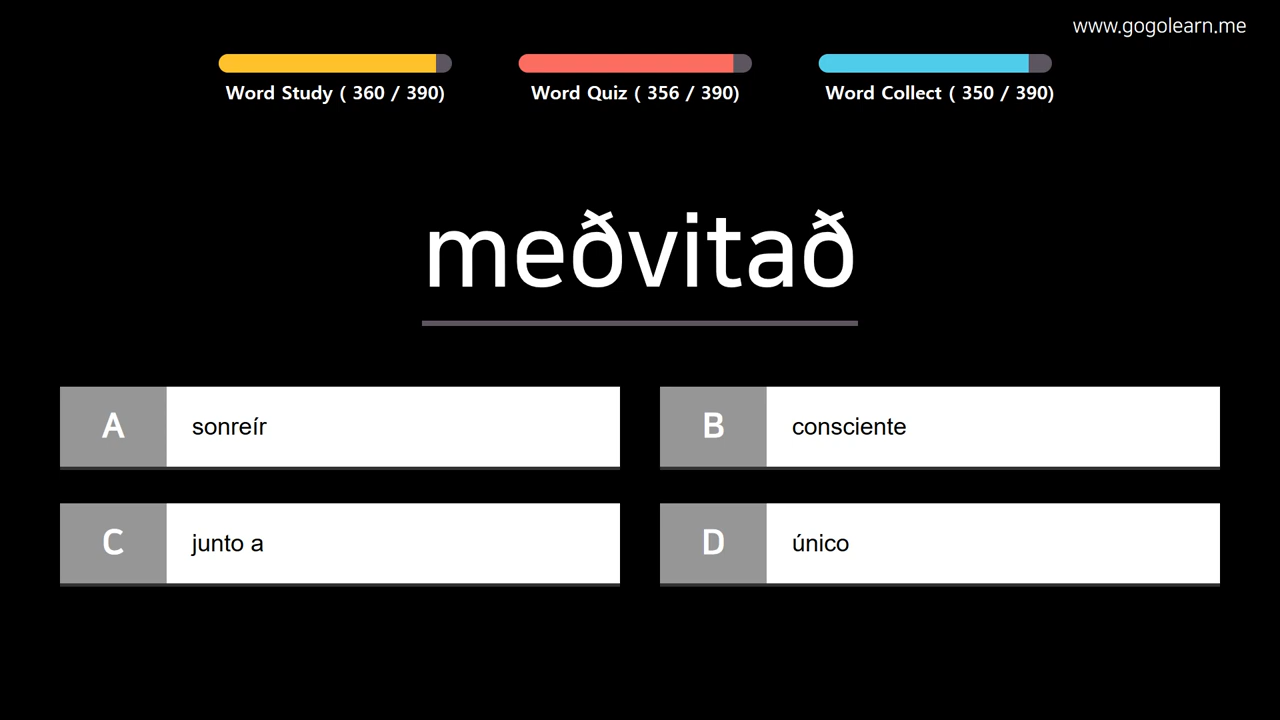 www.gogolearn.me
Word Study ( 360 / 390)
Word Quiz ( 356 / 390)
Word Collect ( 350 / 390)
meðvitað
A
sonreír
B
consciente
C
junto a
D
único